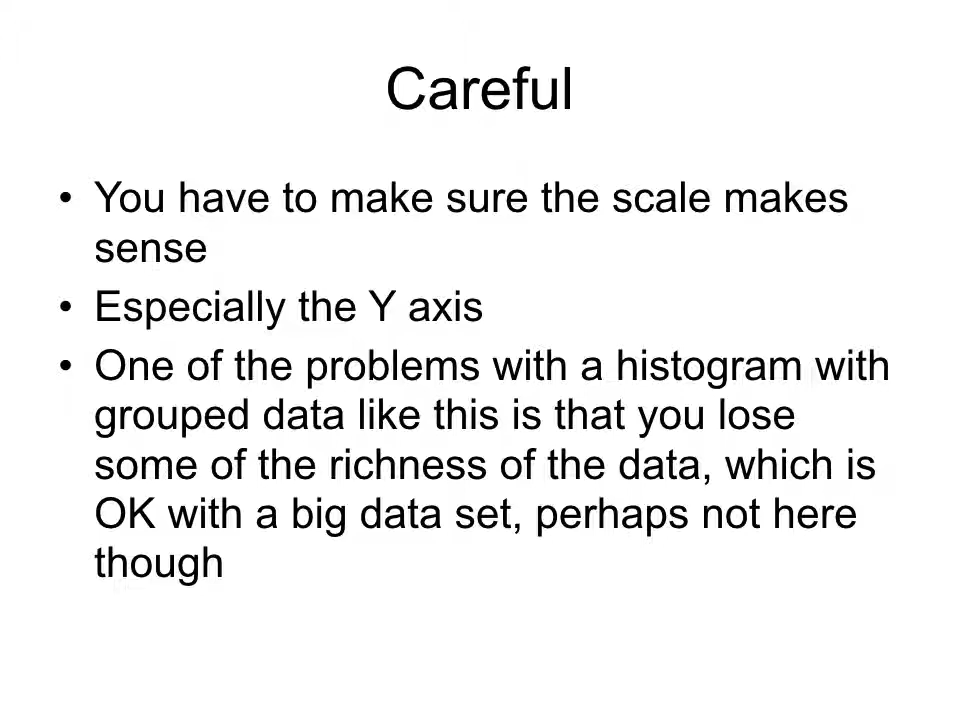 Careful
• You have to make sure the scale makes
sense
• Especially the Y axis
• One of the problems with a histogram with
grouped data like this is that you lose
some of the richness of the data, which is
OK with a big data set, perhaps not here
though